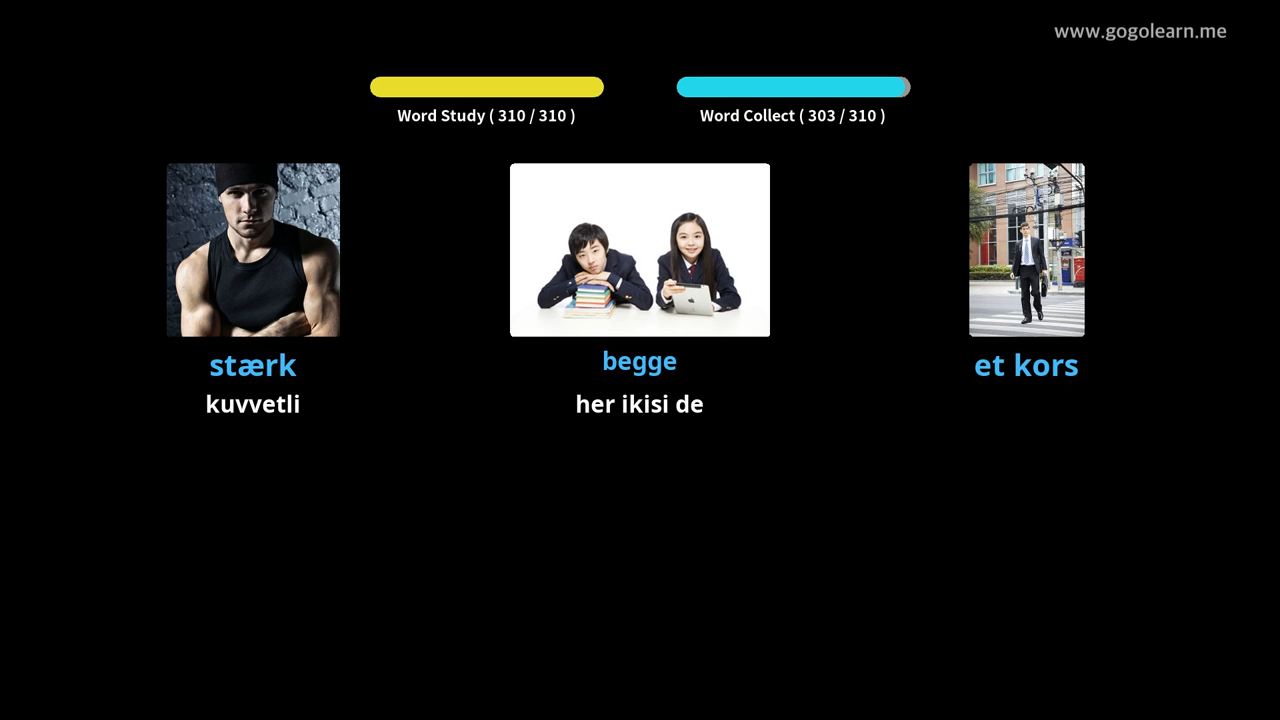 www.gogolearn.me
Word Study ( 310 / 310 )
Word Collect ( 303 / 310 )
stærk
begge
et kors
kuvvetli
her ikisi de